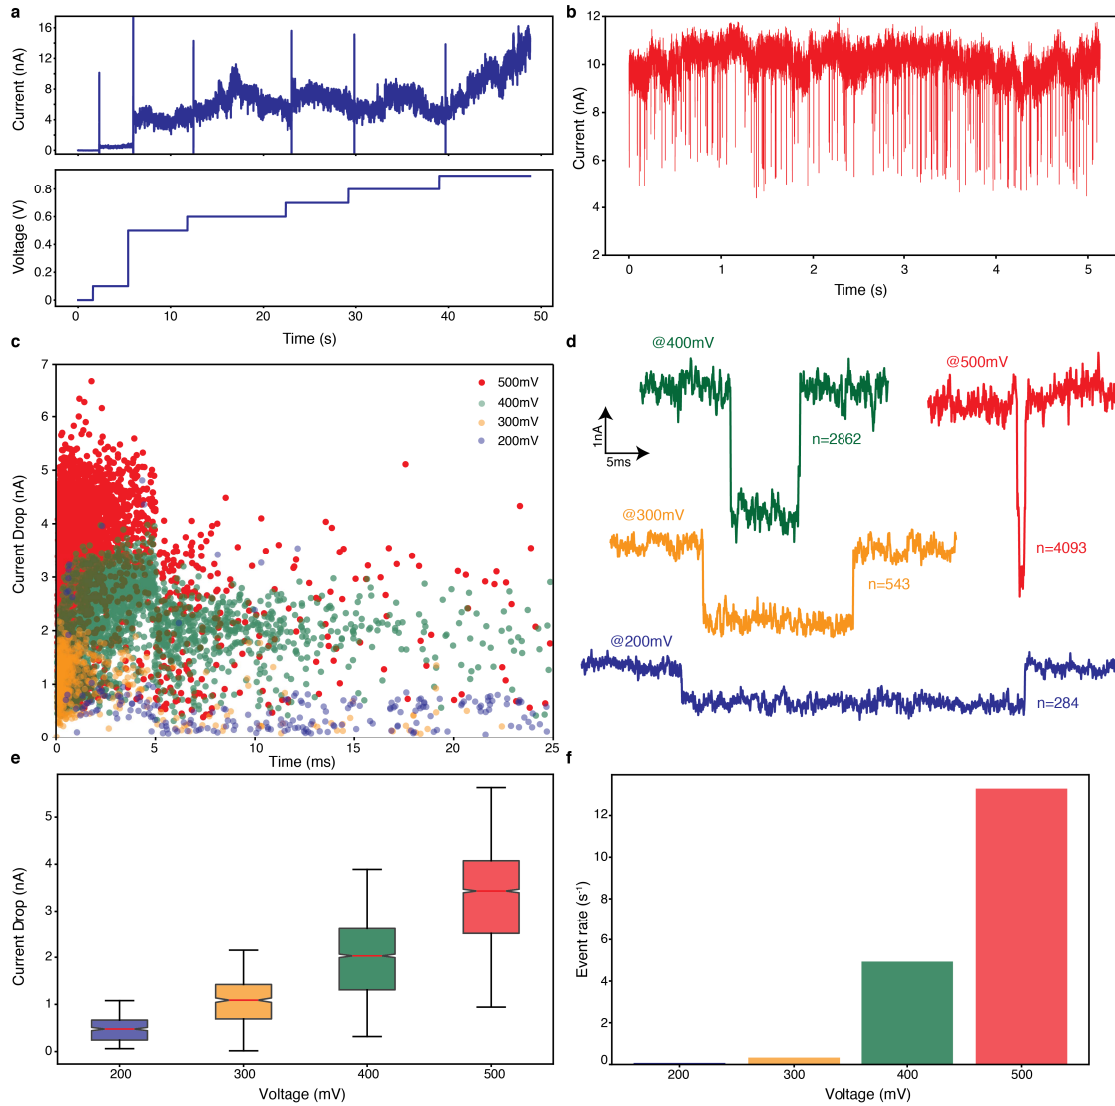 a
Current (nA)
16
12
8
4
0
Voltage (V)
0.8
0.6
0.4
0.2
0
0
10
20
30
40
50
Time (s)
b
Current (nA)
12
10
8
6
4
2
0
1
2
3
4
5
Time (s)
c
Current Drop (nA)
7
6
5
4
3
2
1
0
500mV
400mV
300mV
200mV
0
5
10
15
20
25
Time (ms)
d
@400mV
n=2862
1nA
5ms
@500mV
n=4093
@300mV
n=543
@200mV
n=284
e
Current Drop (nA)
5
4
3
2
1
0
200
300
400
500
Voltage (mV)
f
Event rate (s⁻¹)
12
10
8
6
4
2
0
200
300
400
500
Voltage (mV)